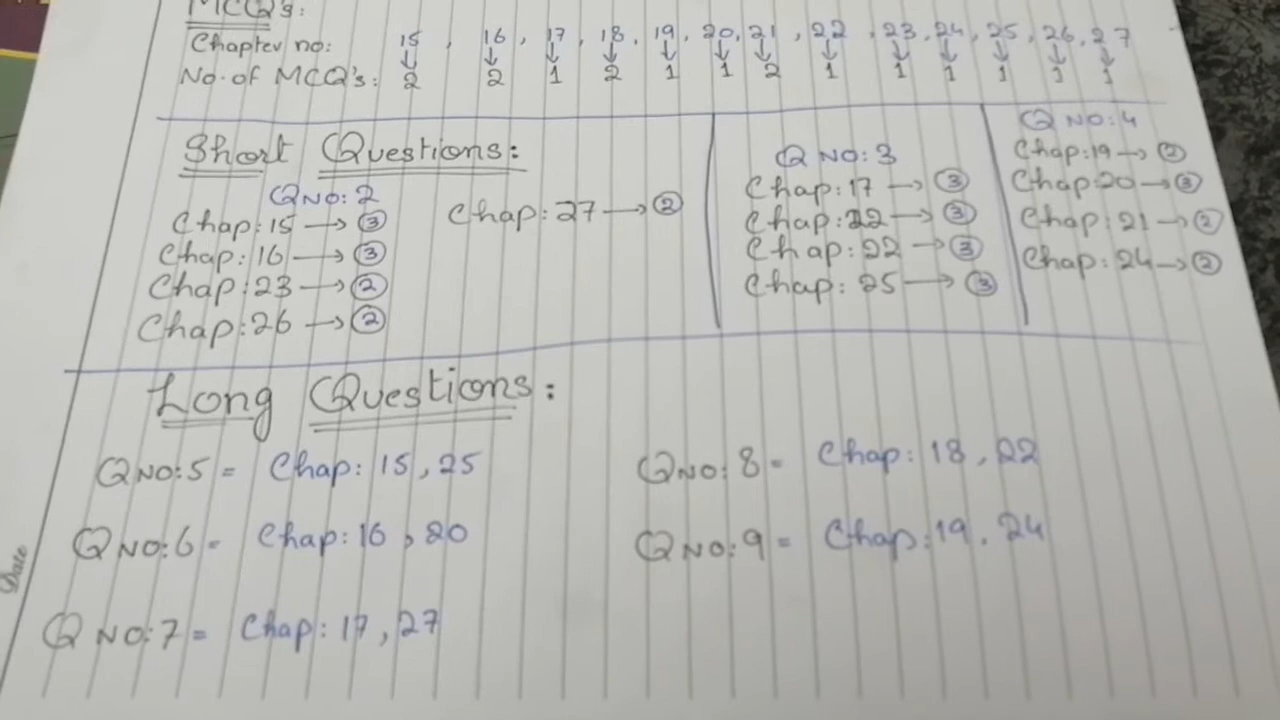 MCQ's:
Chapter no: 15, 16, 17, 18, 19, 20, 21, 22, 23, 24, 25, 26, 27
↓ ↓ ↓ ↓ ↓ ↓ ↓ ↓ ↓ ↓ ↓ ↓ ↓
No. of MCQ's: 2 2 1 2 1 1 2 1 1 1 1 1 1
Short Questions:
Q NO: 2
Chap: 15 → 3
Chap: 16 → 3
Chap: 23 → 2
Chap: 26 → 2
Chap: 27 → 2
Q NO: 3
Chap: 17 → 3
Chap: 22 → 3
Chap: 22 → 3
Chap: 25 → 3
Q NO: 4
Chap: 19 → 2
Chap: 20 → 3
Chap: 21 → 2
Chap: 24 → 2
Long Questions:
Q NO: 5 = Chap: 15, 25
Q NO: 6 = Chap: 16, 20
Q NO: 7 = Chap: 17, 27
Q NO: 8 = Chap: 18, 22
Q NO: 9 = Chap: 19, 24
Date